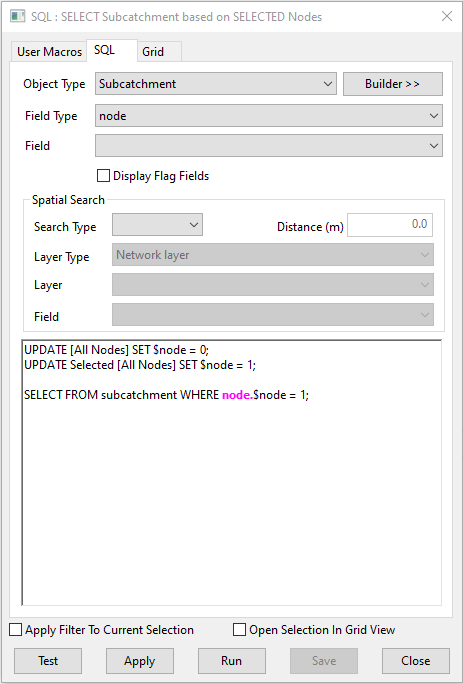 SQL : SELECT Subcatchment based on SELECTED Nodes
User Macros SQL Grid
Object Type Subcatchment Builder >>
Field Type node
Field
Display Flag Fields
Spatial Search
Search Type Distance (m) 0.0
Layer Type Network layer
Layer
Field
UPDATE [All Nodes] SET $node = 0;
UPDATE Selected [All Nodes] SET $node = 1;
SELECT FROM subcatchment WHERE node.$node = 1;
Apply Filter To Current Selection Open Selection In Grid View
Test Apply Run Save Close